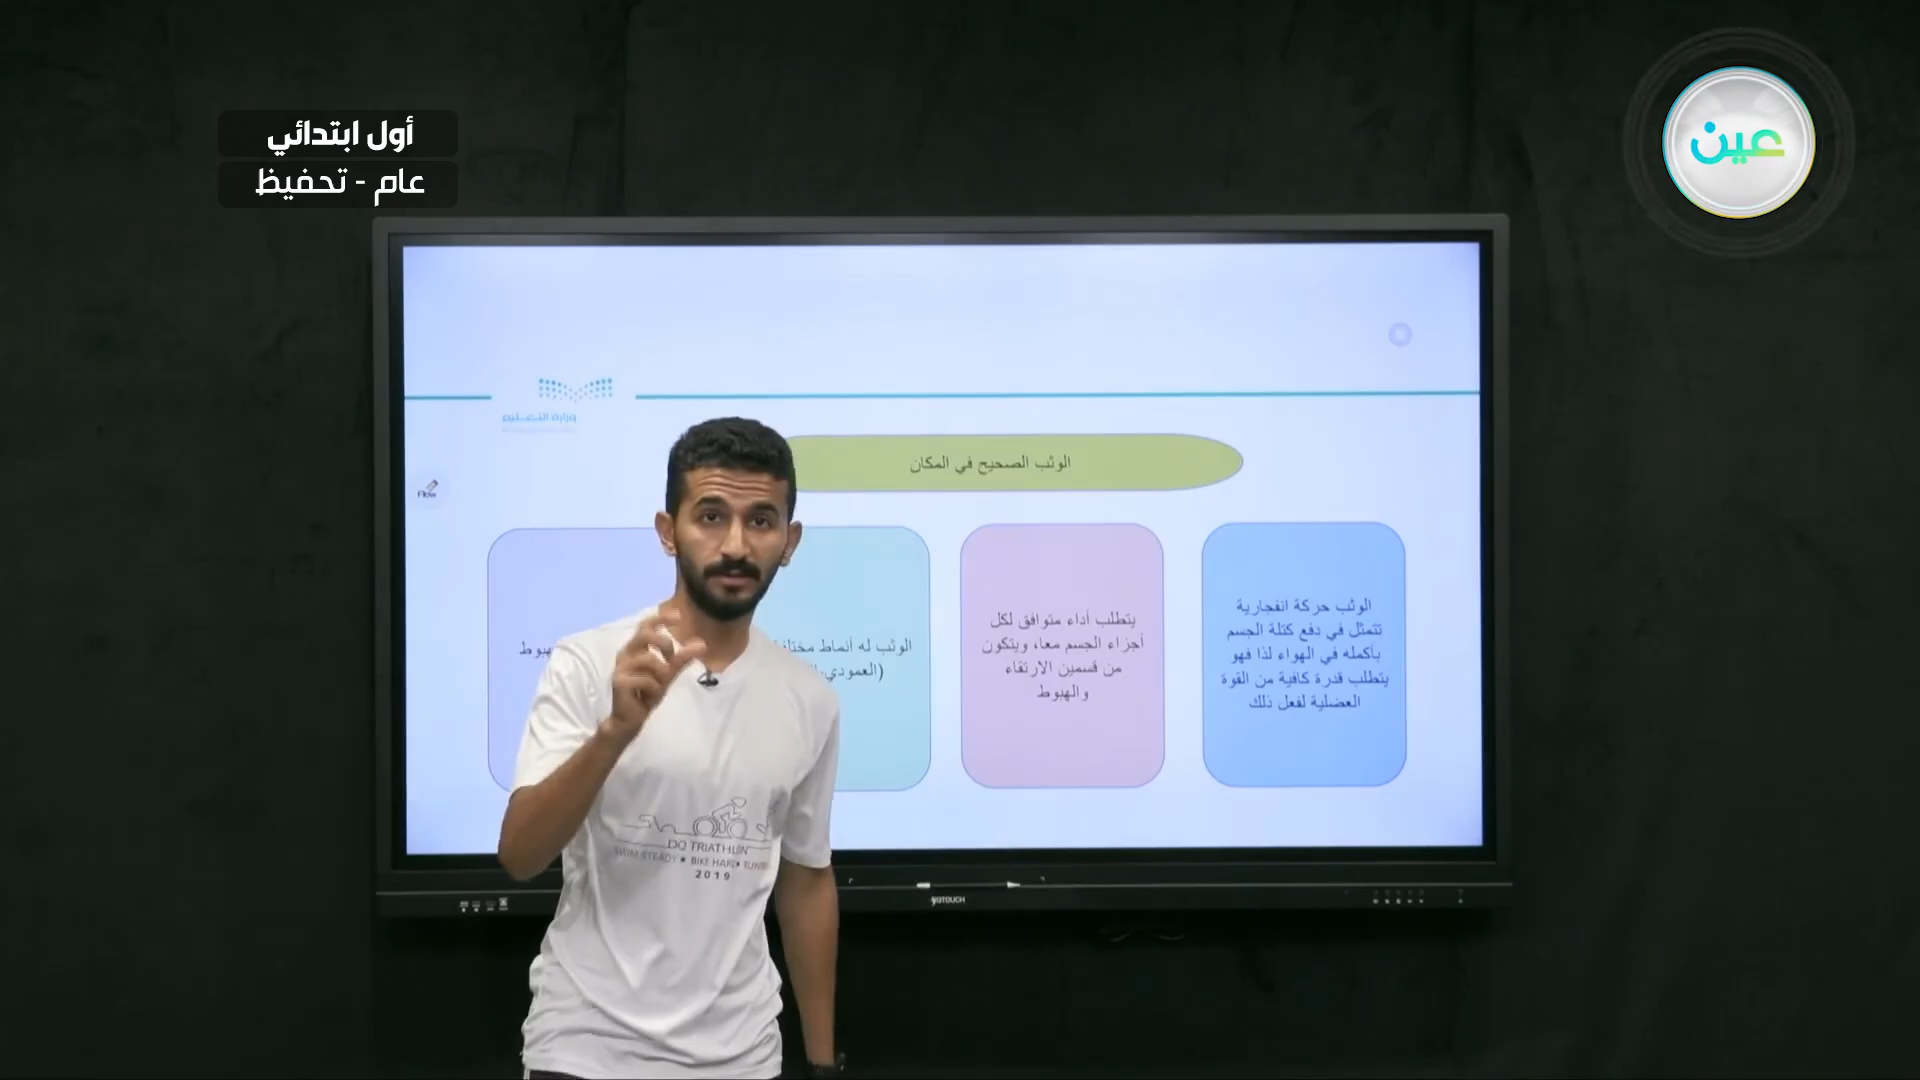 أول ابتدائي
عام - تحفيظ
عين
وزارة التعليم
الوثب الصحيح في المكان
Flow
الوثب حركة انفجارية
تتمثل في دفع كتلة الجسم
بأكمله في الهواء لذا فهو
يتطلب قدرة كافية من القوة
العضلية لفعل ذلك
يتطلب أداء متوافق لكل
أجزاء الجسم معا، ويتكون
من قسمين الارتقاء
والهبوط
الوثب له أنماط
(العمودي،
DO TRIATHLON
SWIM STEADY • BIKE HARD •
2019